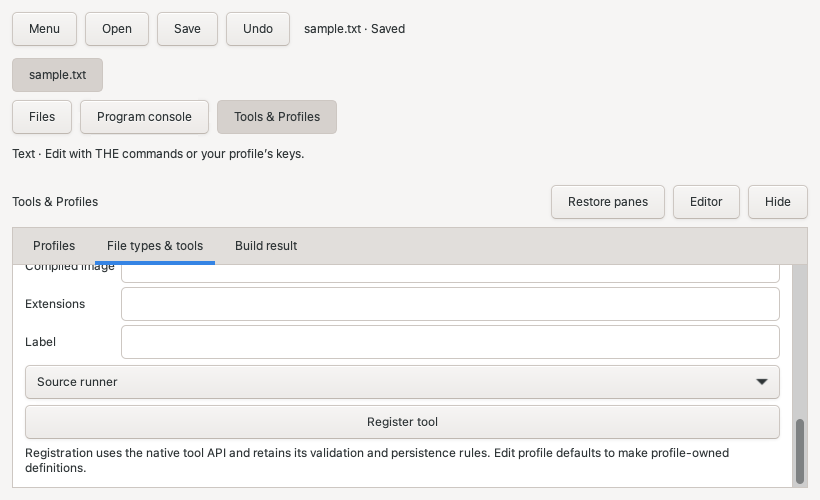 Menu Open Save Undo sample.txt · Saved
sample.txt
Files Program console Tools & Profiles
Text · Edit with THE commands or your profile's keys.
Tools & Profiles Restore panes Editor Hide
Profiles File types & tools Build result
Compiled image
Extensions
Label
Source runner
Register tool
Registration uses the native tool API and retains its validation and persistence rules. Edit profile defaults to make profile-owned
definitions.